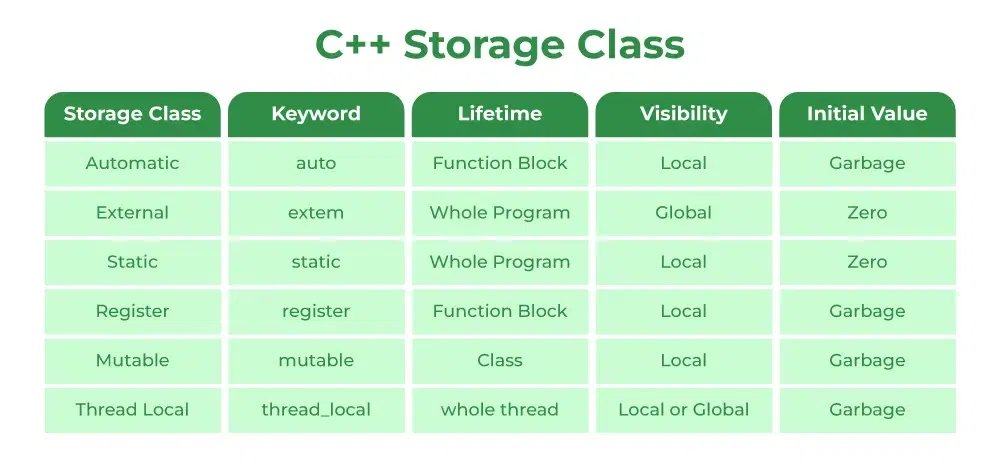 C++ Storage Class
Storage Class Keyword Lifetime Visibility Initial Value
Automatic auto Function Block Local Garbage
External extem Whole Program Global Zero
Static static Whole Program Local Zero
Register register Function Block Local Garbage
Mutable mutable Class Local Garbage
Thread Local thread_local whole thread Local or Global Garbage